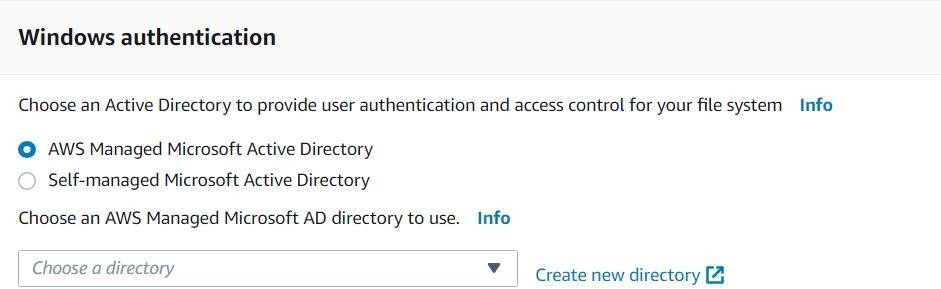 Windows authentication
Choose an Active Directory to provide user authentication and access control for your file system Info
AWS Managed Microsoft Active Directory
Self-managed Microsoft Active Directory
Choose an AWS Managed Microsoft AD directory to use. Info
Choose a directory
Create new directory